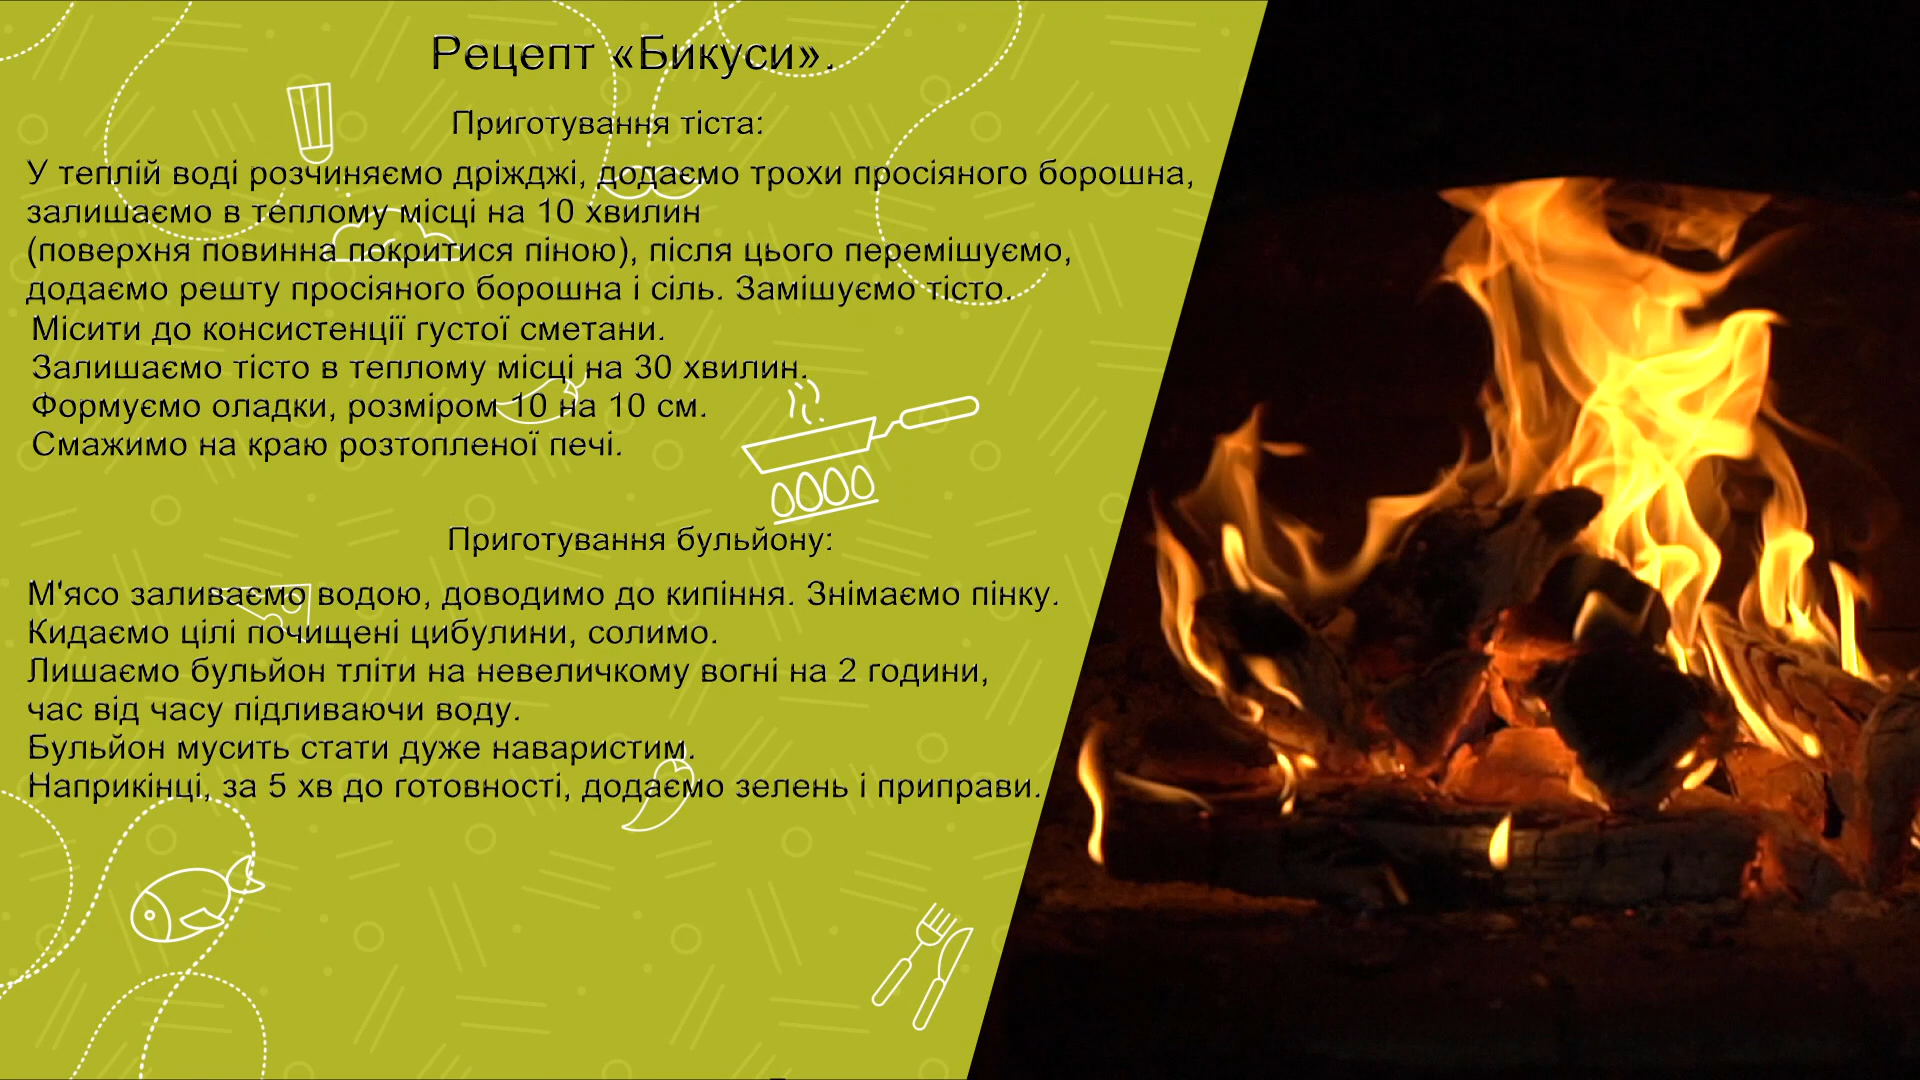 Рецепт «Бикуси».
Приготування тіста:
У теплій воді розчиняємо дріжджі, додаємо трохи просіяного борошна,
залишаємо в теплому місці на 10 хвилин
(поверхня повинна покритися піною), після цього перемішуємо,
додаємо решту просіяного борошна і сіль. Замішуємо тісто.
Місити до консистенції густої сметани.
Залишаємо тісто в теплому місці на 30 хвилин.
Формуємо оладки, розміром 10 на 10 см.
Смажимо на краю розтопленої печі.
Приготування бульйону:
М'ясо заливаємо водою, доводимо до кипіння. Знімаємо пінку.
Кидаємо цілі почищені цибулини, солимо.
Лишаємо бульйон тліти на невеличкому вогні на 2 години,
час від часу підливаючи воду.
Бульйон мусить стати дуже наваристим.
Наприкінці, за 5 хв до готовності, додаємо зелень і приправи.